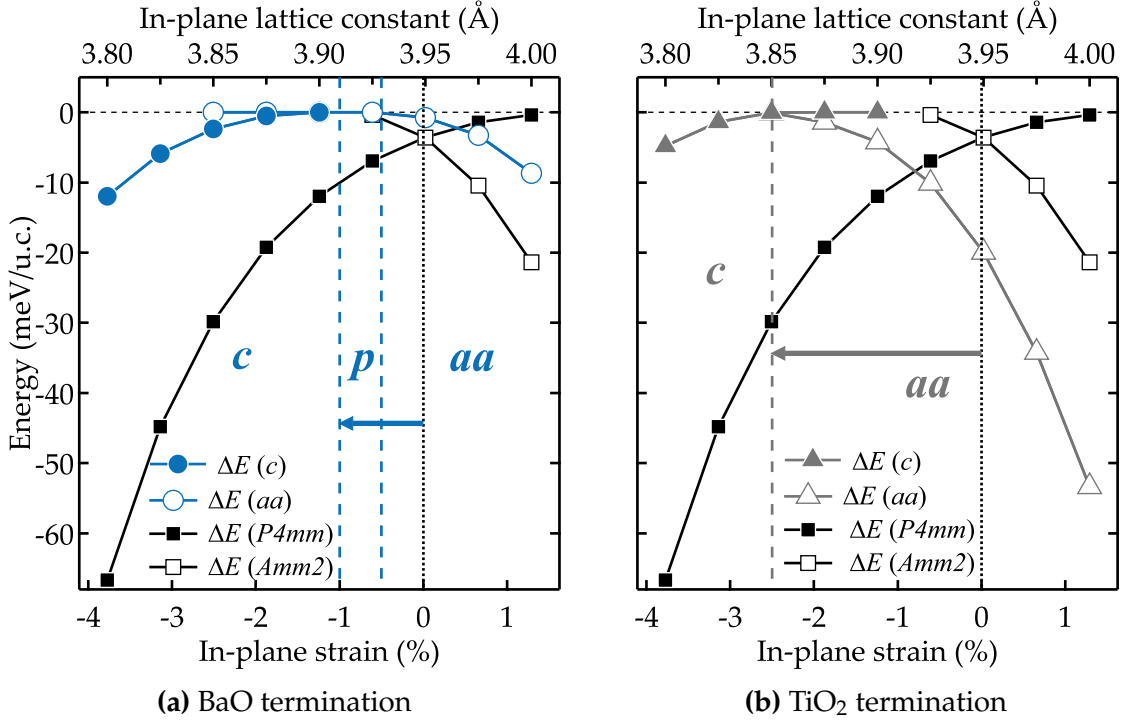 In-plane lattice constant (Å)
3.80 3.85 3.90 3.95 4.00
0
-10
-20
-30
-40
-50
-60
Energy (meV/u.c.)
c p aa
ΔE (c)
ΔE (aa)
ΔE (P4mm)
ΔE (Amm2)
-4 -3 -2 -1 0 1
In-plane strain (%)
(a) BaO termination
In-plane lattice constant (Å)
3.80 3.85 3.90 3.95 4.00
c
aa
ΔE (c)
ΔE (aa)
ΔE (P4mm)
ΔE (Amm2)
-4 -3 -2 -1 0 1
In-plane strain (%)
(b) TiO₂ termination